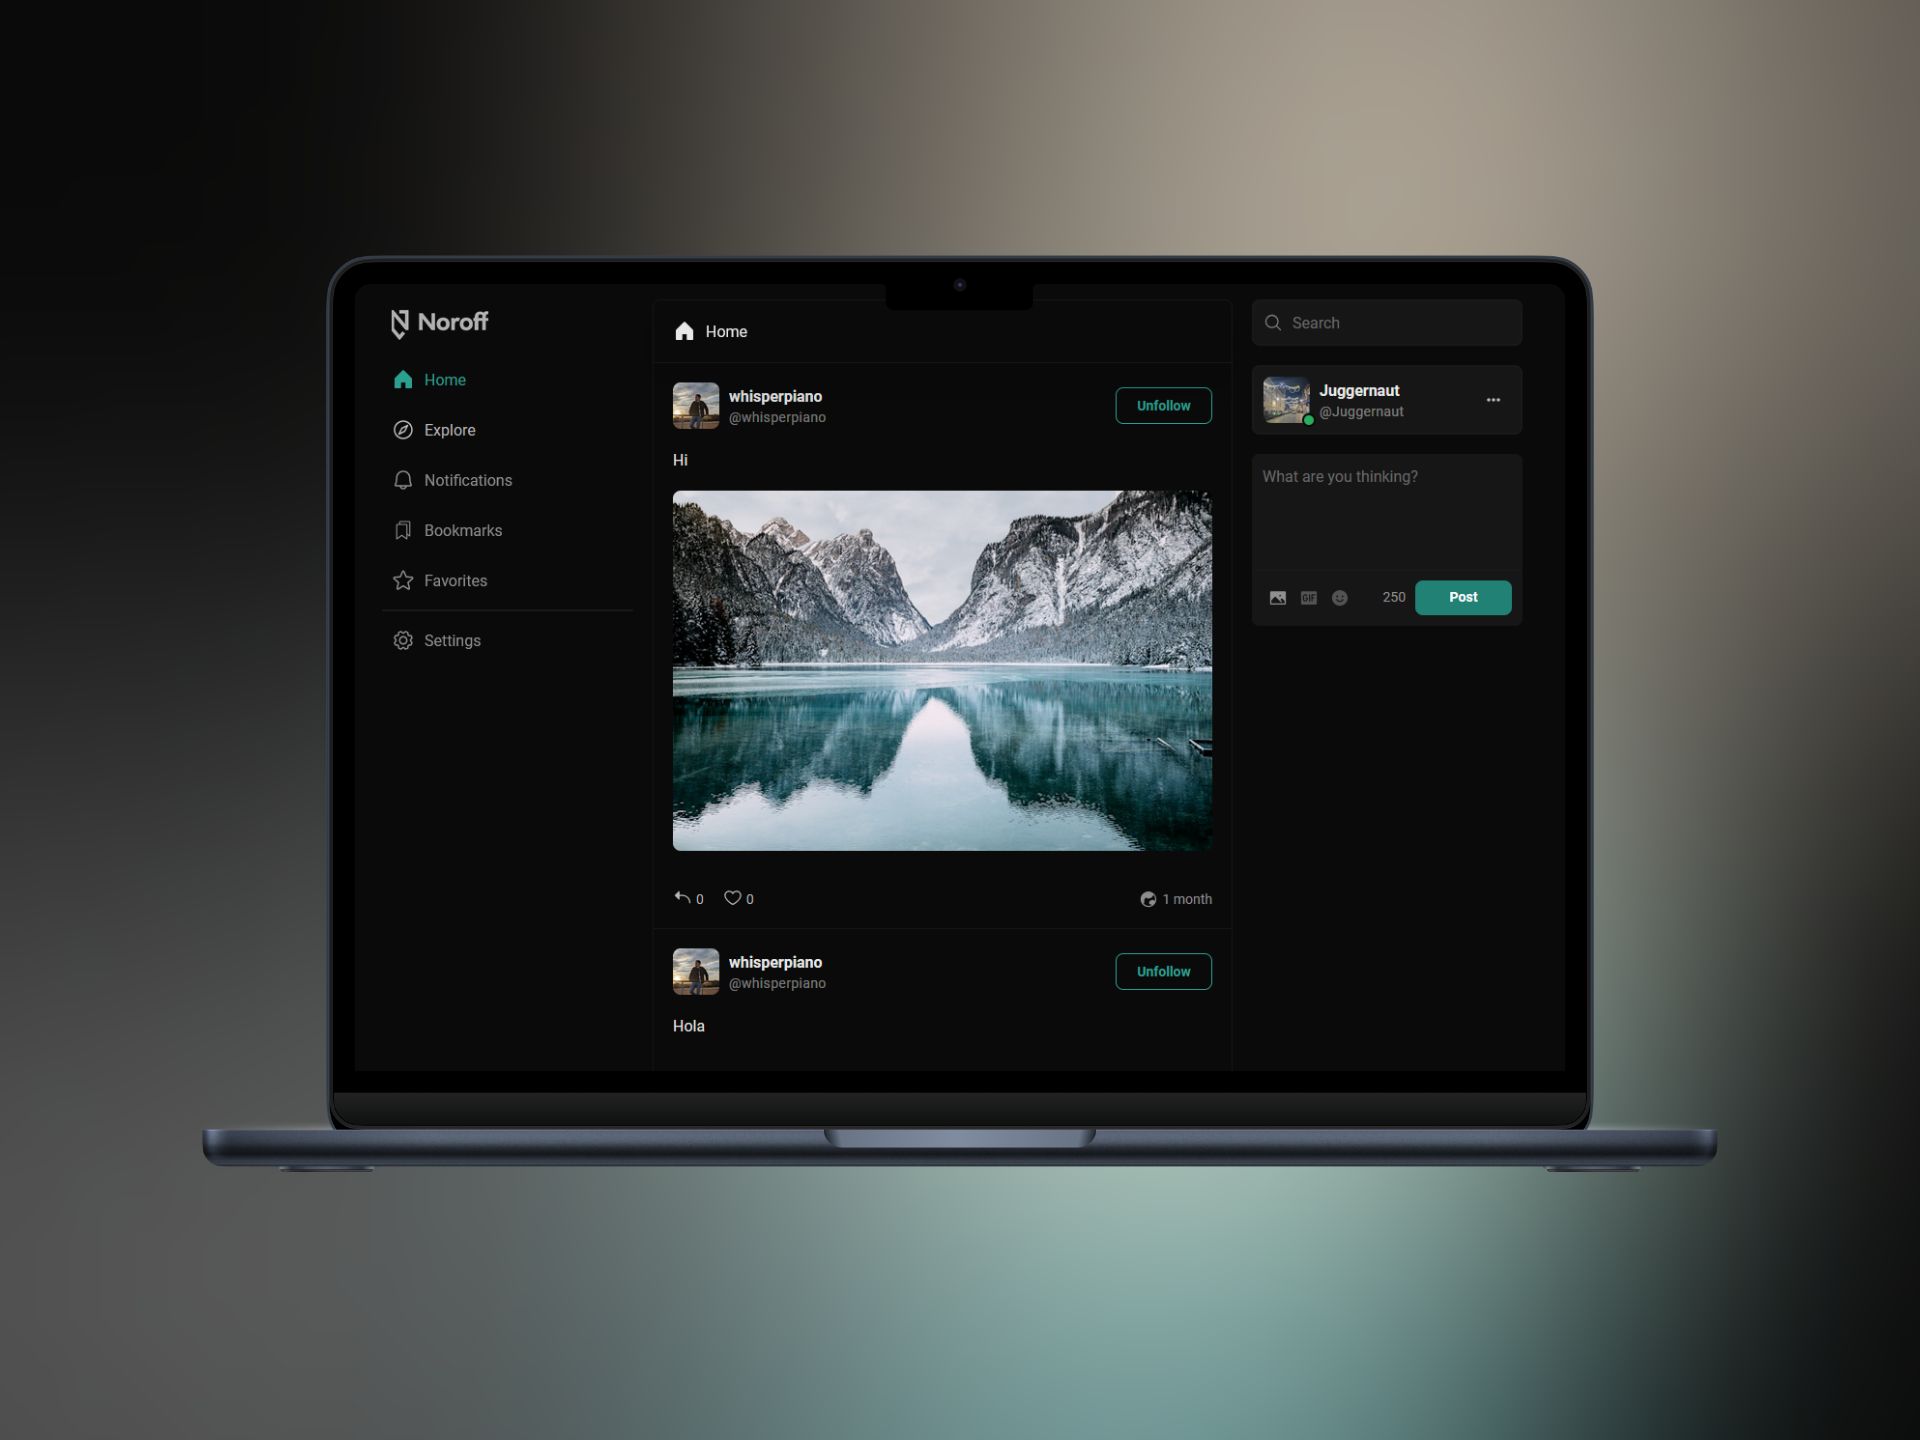 Noroff
Home
Explore
Notifications
Bookmarks
Favorites
Settings
Home
whisperpiano
@whisperpiano
Unfollow
Hi
0
0
1 month
whisperpiano
@whisperpiano
Unfollow
Hola
Search
Juggernaut
@Juggernaut
What are you thinking?
GIF
250
Post